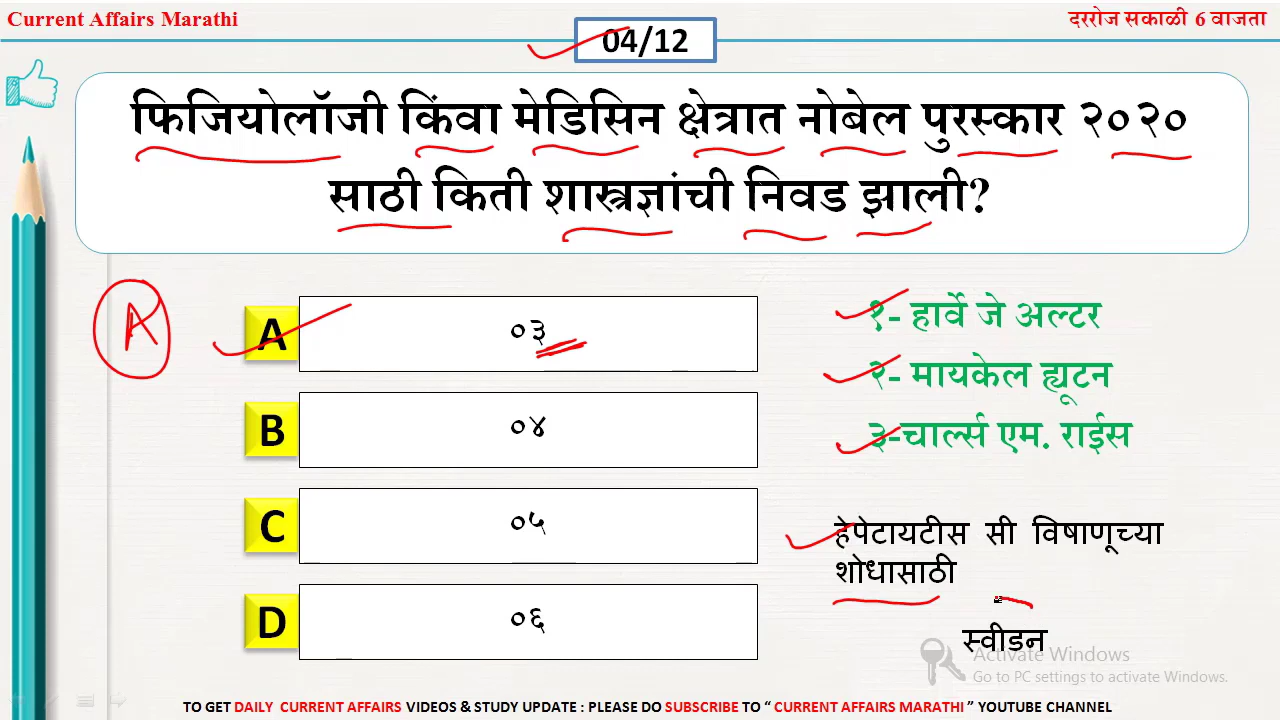 Current Affairs Marathi
दररोज सकाळी 6 वाजता
04/12
फिजियोलॉजी किंवा मेडिसिन क्षेत्रात नोबेल पुरस्कार २०२०
साठी किती शास्त्रज्ञांची निवड झाली?
A
A ०३
B ०४
C ०५
D ०६
१- हार्वे जे अल्टर
२- मायकेल ह्यूटन
३-चार्ल्स एम. राईस
हेपेटायटीस सी विषाणूच्या
शोधासाठी
स्वीडन
Activate Windows
Go to PC settings to activate Windows.
TO GET DAILY CURRENT AFFAIRS VIDEOS & STUDY UPDATE : PLEASE DO SUBSCRIBE TO “ CURRENT AFFAIRS MARATHI ” YOUTUBE CHANNEL